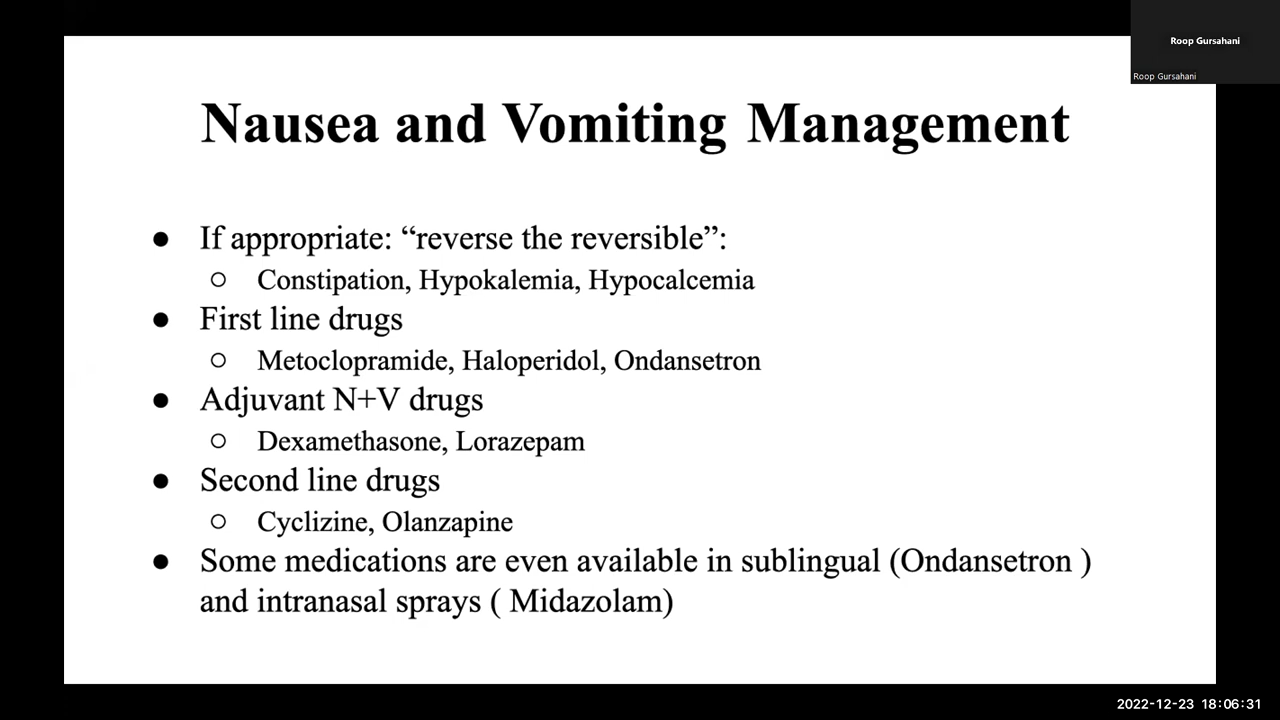 Roop Gursahani
Roop Gursahani
Nausea and Vomiting Management
● If appropriate: “reverse the reversible”:
○ Constipation, Hypokalemia, Hypocalcemia
● First line drugs
○ Metoclopramide, Haloperidol, Ondansetron
● Adjuvant N+V drugs
○ Dexamethasone, Lorazepam
● Second line drugs
○ Cyclizine, Olanzapine
● Some medications are even available in sublingual (Ondansetron )
and intranasal sprays ( Midazolam)
2022-12-23 18:06:31